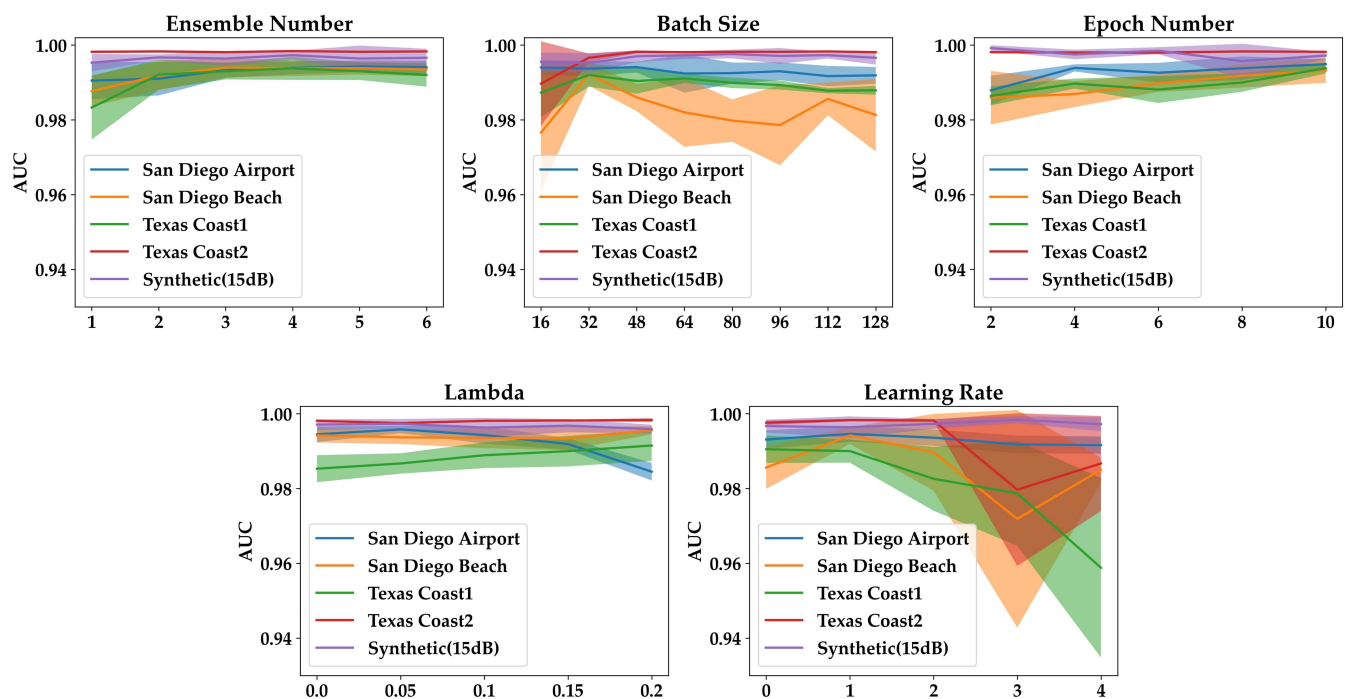 Ensemble Number
AUC
1.00
0.98
0.96
0.94
San Diego Airport
San Diego Beach
Texas Coast1
Texas Coast2
Synthetic(15dB)
1 2 3 4 5 6
Batch Size
AUC
1.00
0.98
0.96
0.94
San Diego Airport
San Diego Beach
Texas Coast1
Texas Coast2
Synthetic(15dB)
16 32 48 64 80 96 112 128
Epoch Number
AUC
1.00
0.98
0.96
0.94
San Diego Airport
San Diego Beach
Texas Coast1
Texas Coast2
Synthetic(15dB)
2 4 6 8 10
Lambda
AUC
1.00
0.98
0.96
0.94
San Diego Airport
San Diego Beach
Texas Coast1
Texas Coast2
Synthetic(15dB)
0.0 0.05 0.1 0.15 0.2
Learning Rate
AUC
1.00
0.98
0.96
0.94
San Diego Airport
San Diego Beach
Texas Coast1
Texas Coast2
Synthetic(15dB)
0 1 2 3 4